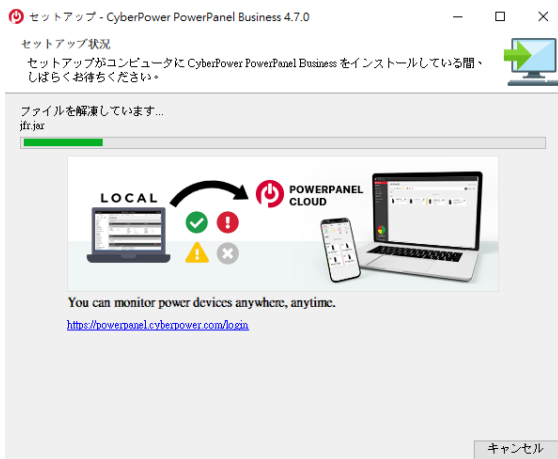 セットアップ - CyberPower PowerPanel Business 4.7.0
セットアップ状況
セットアップがコンピュータに CyberPower PowerPanel Business をインストールしている間、
しばらくお待ちください。
ファイルを解凍しています...
jfr.jar
LOCAL
POWERPANEL
CLOUD
You can monitor power devices anywhere, anytime.
https://powerpanel.cyberpower.com/login
キャンセル